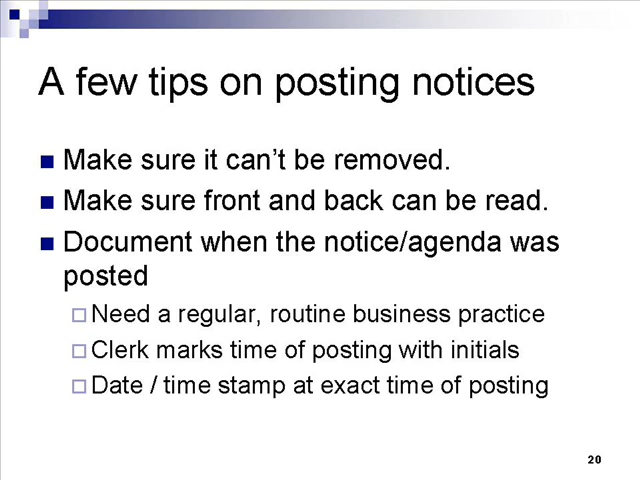 A few tips on posting notices
Make sure it can't be removed.
Make sure front and back can be read.
Document when the notice/agenda was
posted
Need a regular, routine business practice
Clerk marks time of posting with initials
Date / time stamp at exact time of posting
20